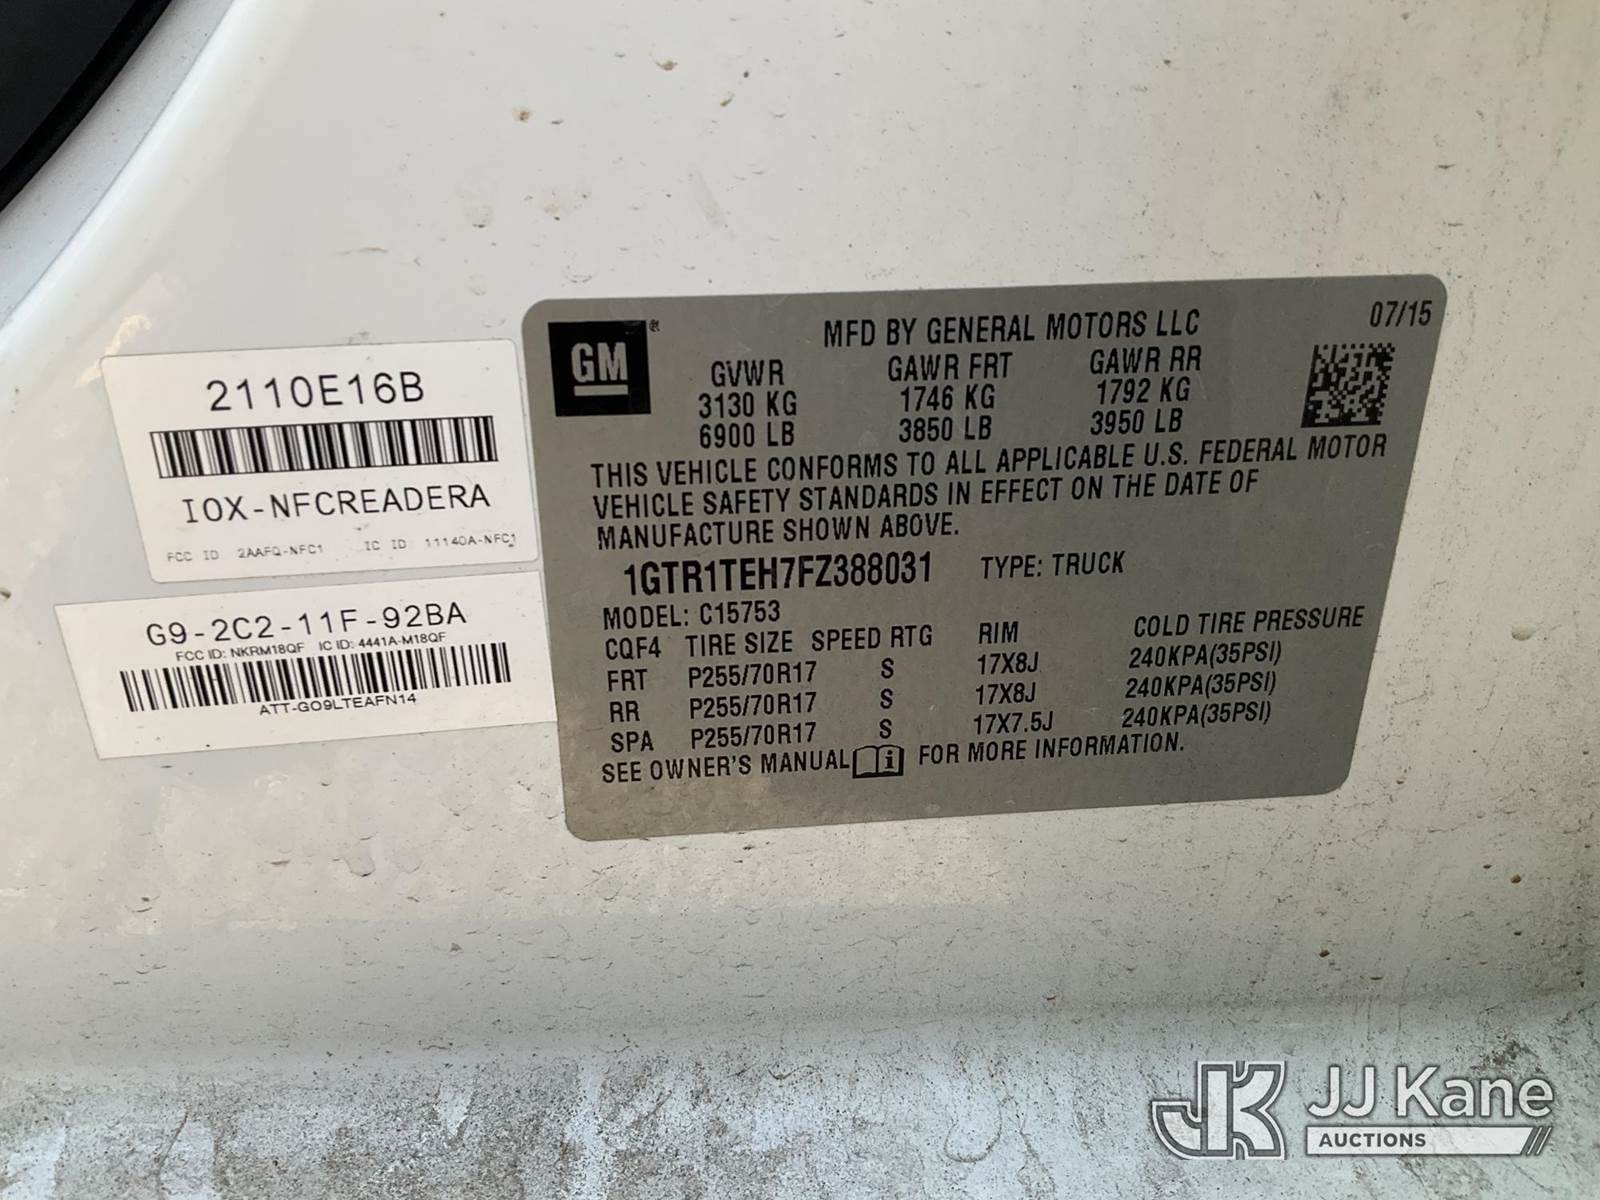 2110E16B
IOX-NFCREADERA
FCC ID 2AAFQ-NFC1 IC ID 11140A-NFC1
G9-2C2-11F-92BA
FCC ID: NKRM18QF IC ID: 4441A-M18QF
ATT-GO9LTEAFN14
GM®
MFD BY GENERAL MOTORS LLC 07/15
GVWR GAWR FRT GAWR RR
3130 KG 1746 KG 1792 KG
6900 LB 3850 LB 3950 LB
THIS VEHICLE CONFORMS TO ALL APPLICABLE U.S. FEDERAL MOTOR
VEHICLE SAFETY STANDARDS IN EFFECT ON THE DATE OF
MANUFACTURE SHOWN ABOVE.
1GTR1TEH7FZ388031 TYPE: TRUCK
MODEL: C15753
CQF4 TIRE SIZE SPEED RTG RIM COLD TIRE PRESSURE
FRT P255/70R17 S 17X8J 240KPA(35PSI)
RR P255/70R17 S 17X8J 240KPA(35PSI)
SPA P255/70R17 S 17X7.5J 240KPA(35PSI)
SEE OWNER'S MANUAL i FOR MORE INFORMATION.
JK JJ Kane
AUCTIONS